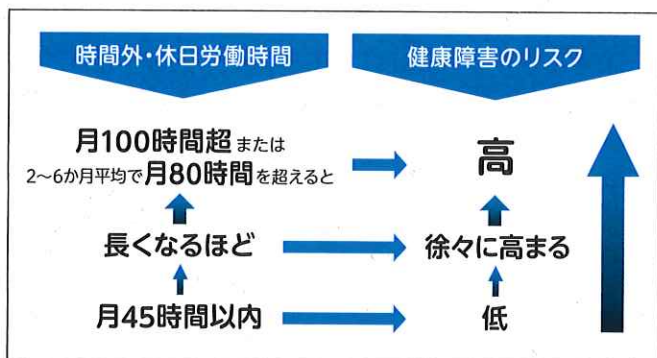 時間外・休日労働時間
健康障害のリスク
月100時間超 または
2〜6か月平均で月80時間を超えると
高
長くなるほど
徐々に高まる
月45時間以内
低